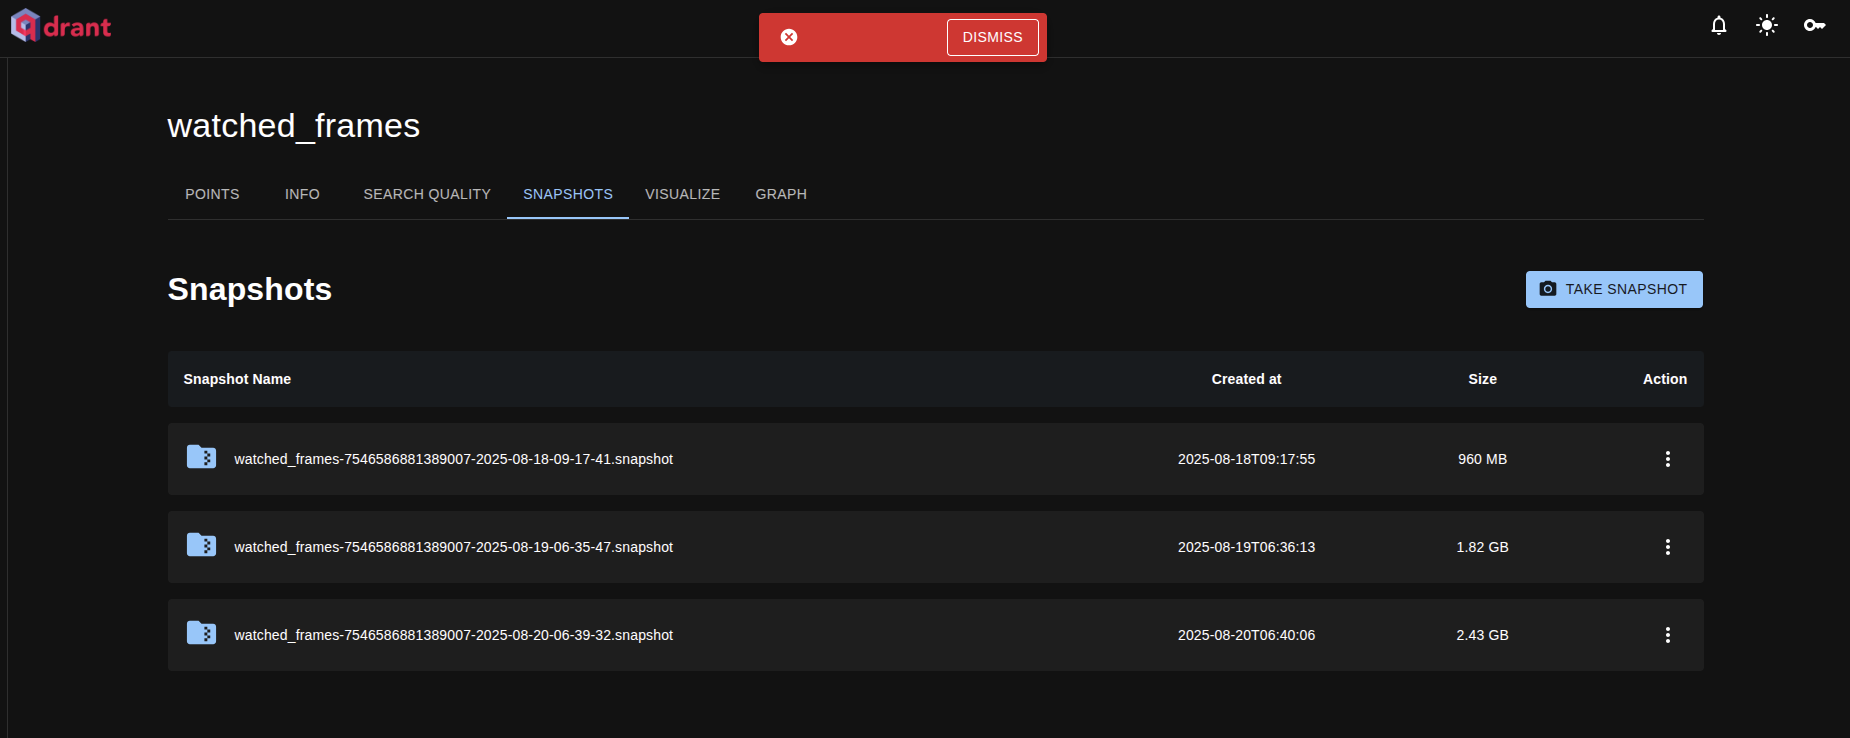 qdrant
DISMISS
watched_frames
POINTS INFO SEARCH QUALITY SNAPSHOTS VISUALIZE GRAPH
Snapshots
TAKE SNAPSHOT
Snapshot Name Created at Size Action
watched_frames-7546586881389007-2025-08-18-09-17-41.snapshot 2025-08-18T09:17:55 960 MB
watched_frames-7546586881389007-2025-08-19-06-35-47.snapshot 2025-08-19T06:36:13 1.82 GB
watched_frames-7546586881389007-2025-08-20-06-39-32.snapshot 2025-08-20T06:40:06 2.43 GB